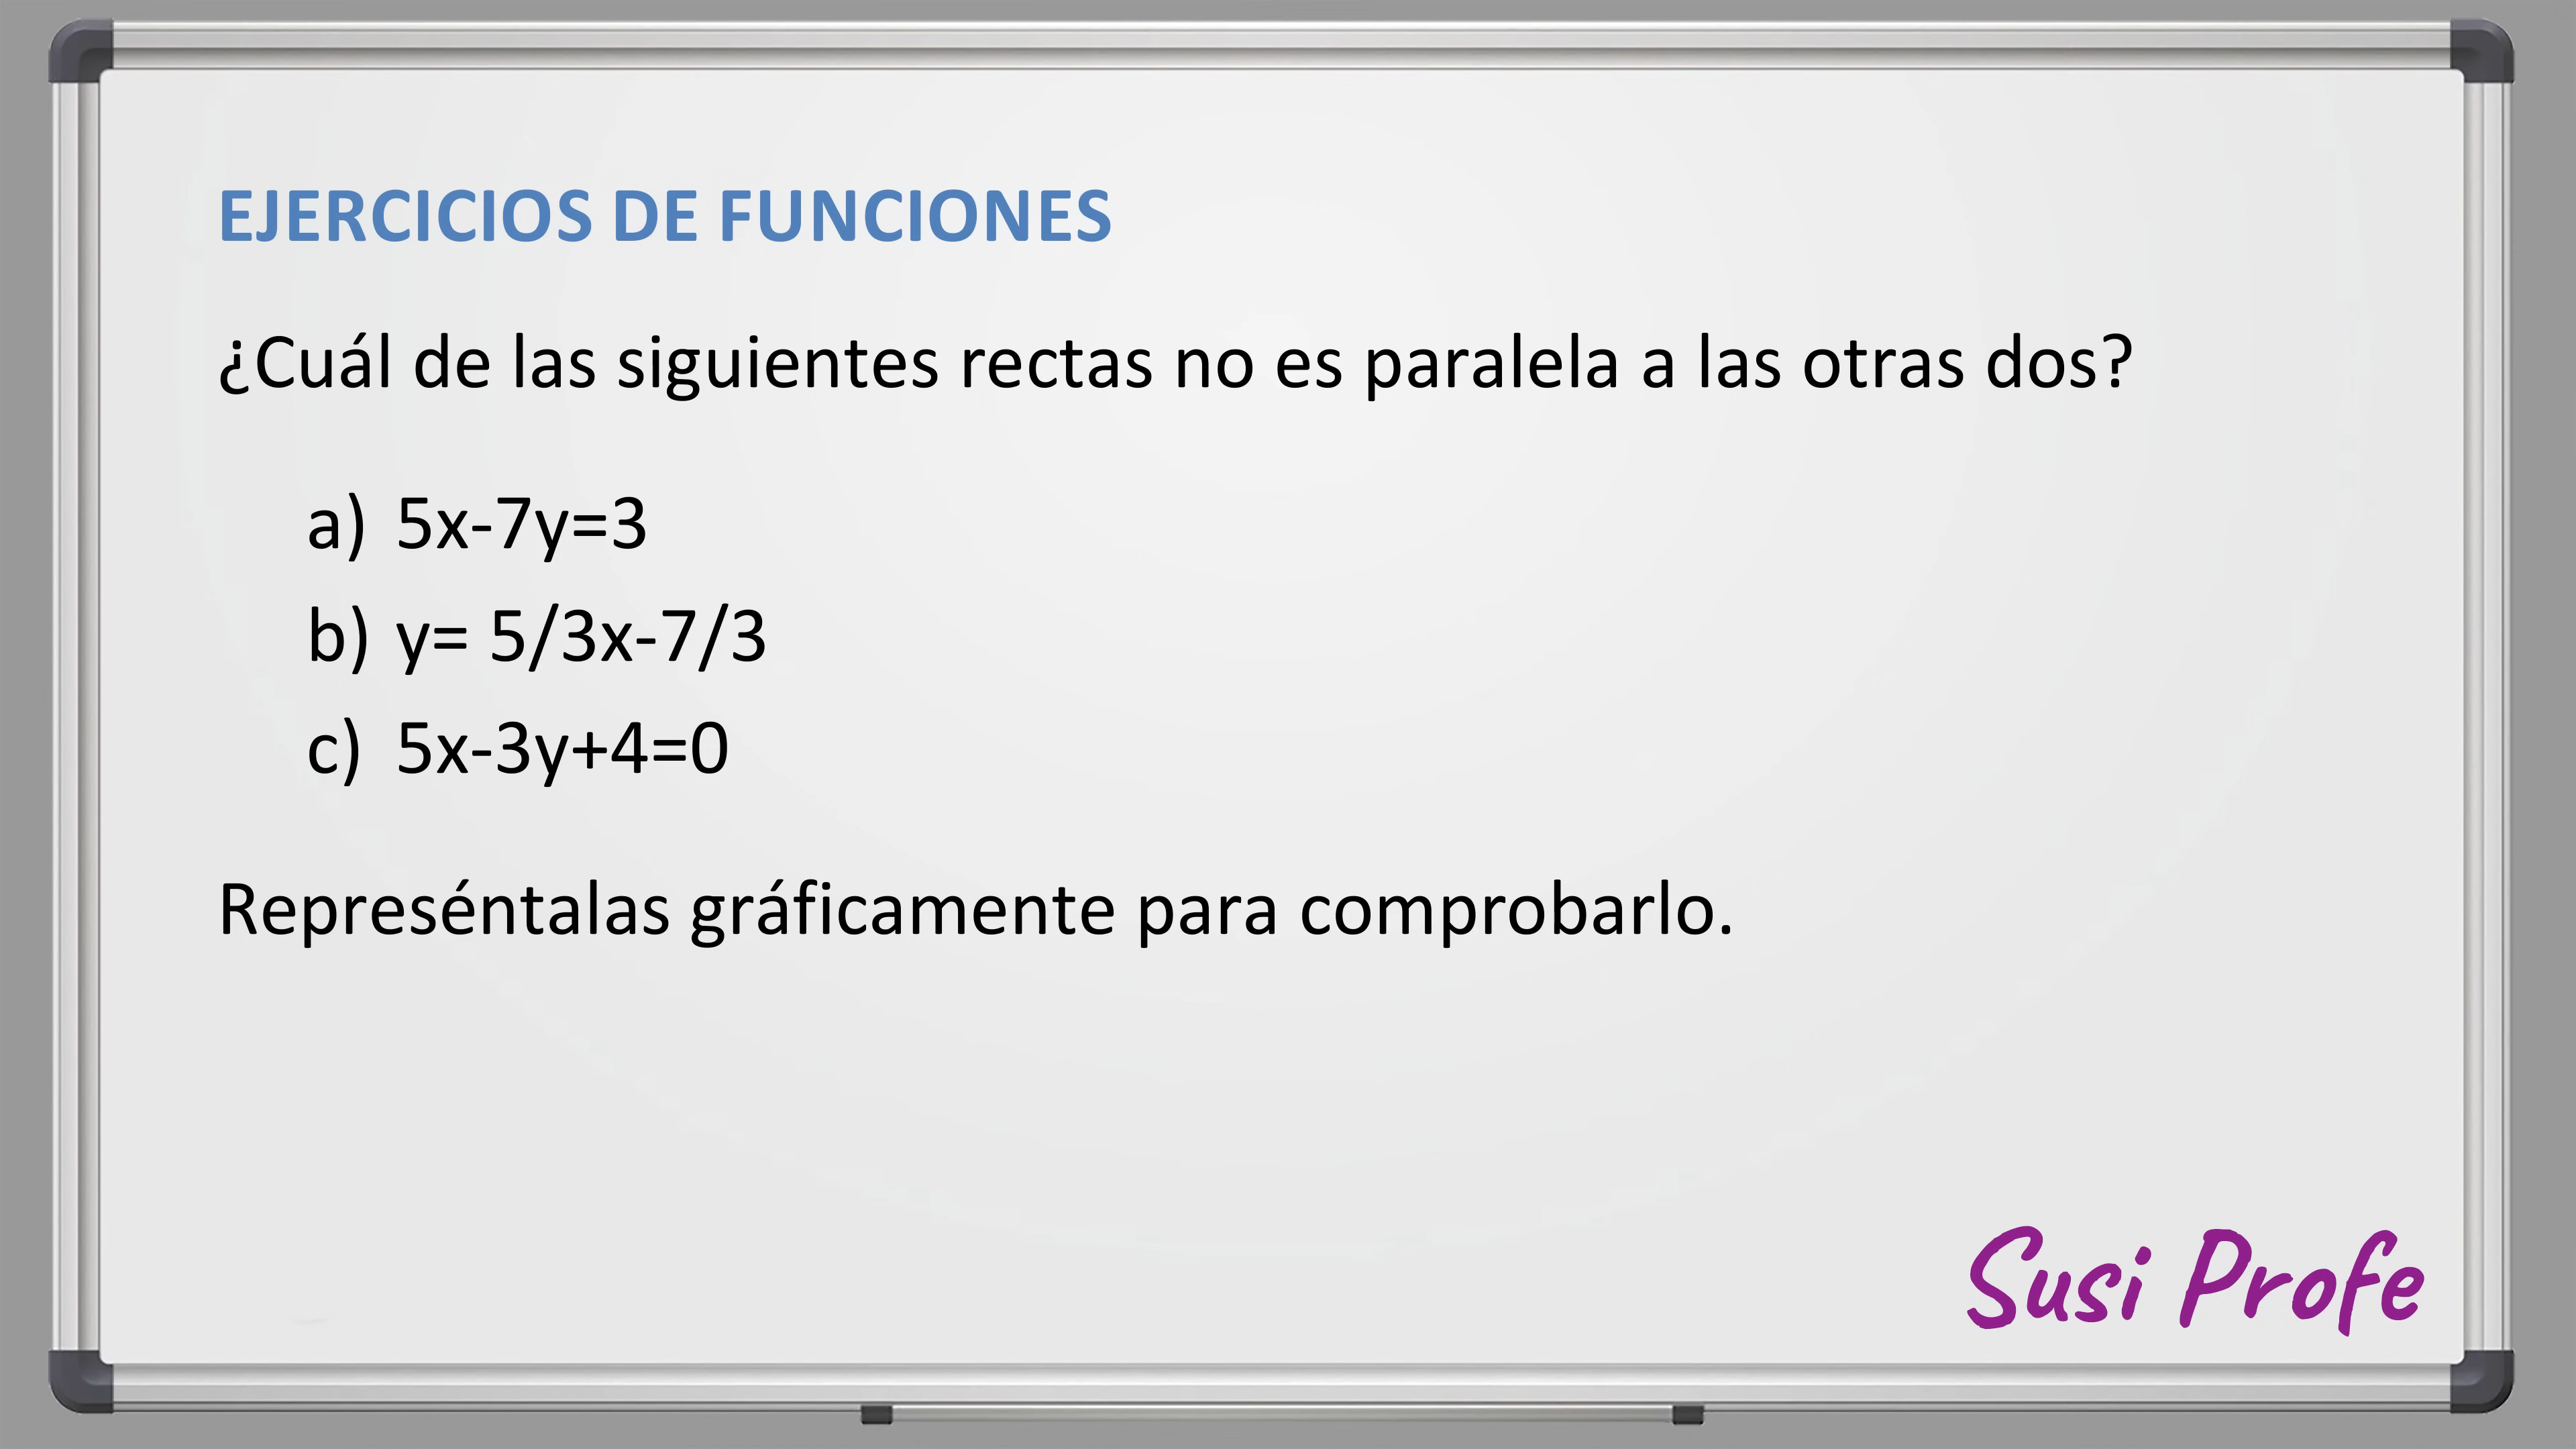 EJERCICIOS DE FUNCIONES
¿Cuál de las siguientes rectas no es paralela a las otras dos?
a) 5x-7y=3
b) y= 5/3x-7/3
c) 5x-3y+4=0
Represéntalas gráficamente para comprobarlo.
Susi Profe